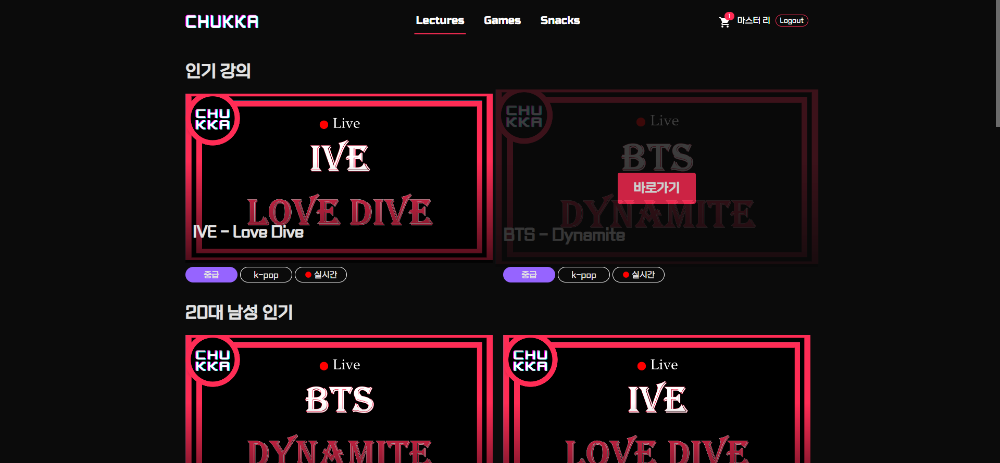 CHUKKA
Lectures Games Snacks
1
마스터 리
Logout
인기 강의
CHU
KKA
Live
IVE
LOVE DIVE
IVE - Love Dive
중급 k-pop 실시간
CHU
KKA
Live
BTS
바로가기
DYNAMITE
BTS - Dynamite
중급 k-pop 실시간
20대 남성 인기
CHU
KKA
Live
BTS
DYNAMITE
CHU
KKA
Live
IVE
LOVE DIVE